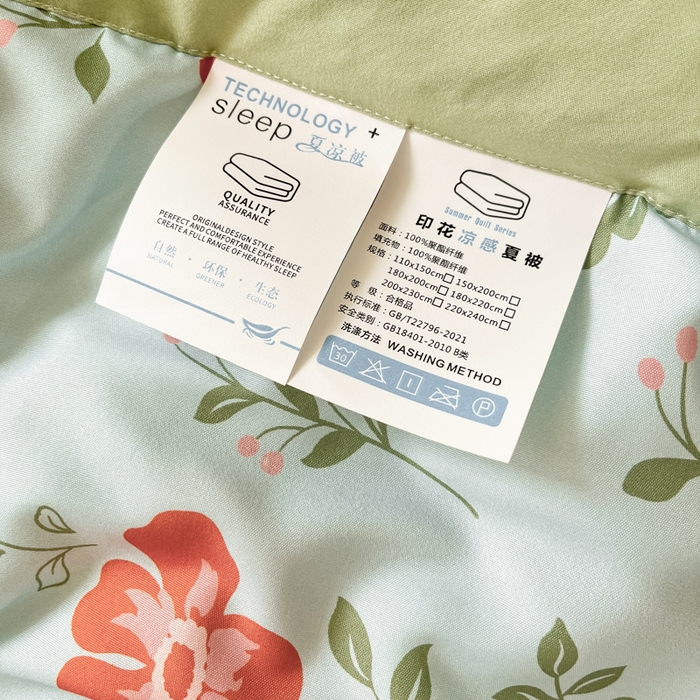 TECHNOLOGY +
sleep 夏凉被
QUALITY
ASSURANCE
ORIGINALDESIGN STYLE
PERFECT AND COMFORTABLE EXPERIENCE
CREATE A FULL RANGE OF HEALTHY SLEEP
自然 · 环保 · 生态
NATURAL GREENER ECOLOGY
Summer Quilt Series
印花凉感夏被
面料：100%聚酯纤维
填充物：100%聚酯纤维
规格：110x150cm□ 150x200cm□
180x200cm□ 180x220cm□
200x230cm□ 220x240cm□
等 级：合格品
执行标准：GB/T22796-2021
安全类别：GB18401-2010 B类
洗涤方法 WASHING METHOD
30 P